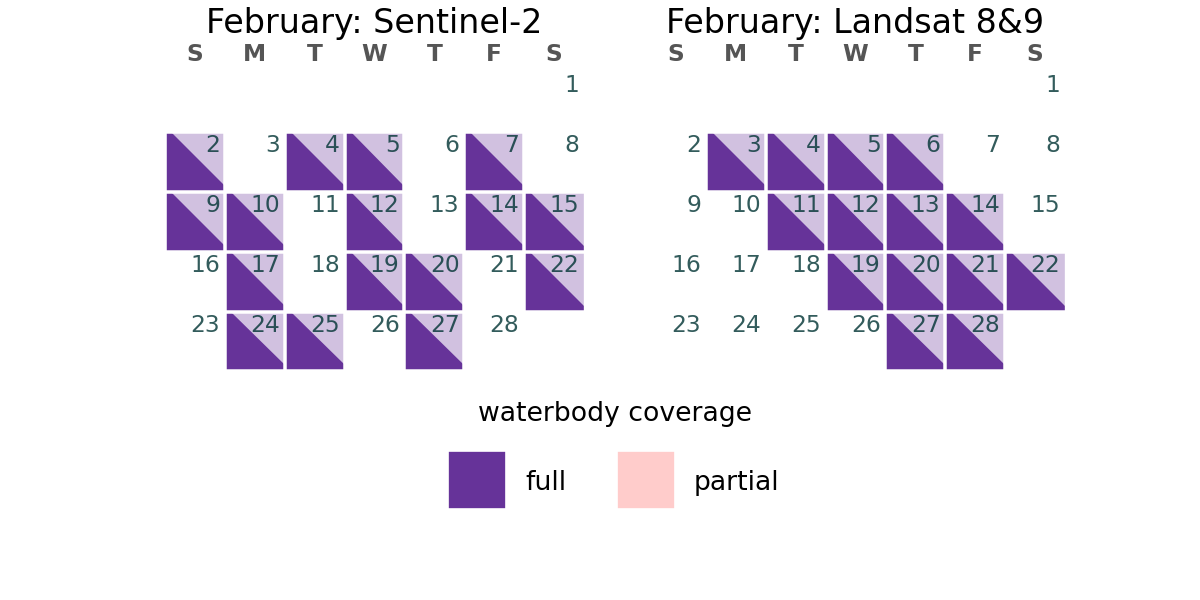 February: Sentinel-2
S M T W T F S
1
2 3 4 5 6 7 8
9 10 11 12 13 14 15
16 17 18 19 20 21 22
23 24 25 26 27 28
February: Landsat 8&9
S M T W T F S
1
2 3 4 5 6 7 8
9 10 11 12 13 14 15
16 17 18 19 20 21 22
23 24 25 26 27 28
waterbody coverage
full partial